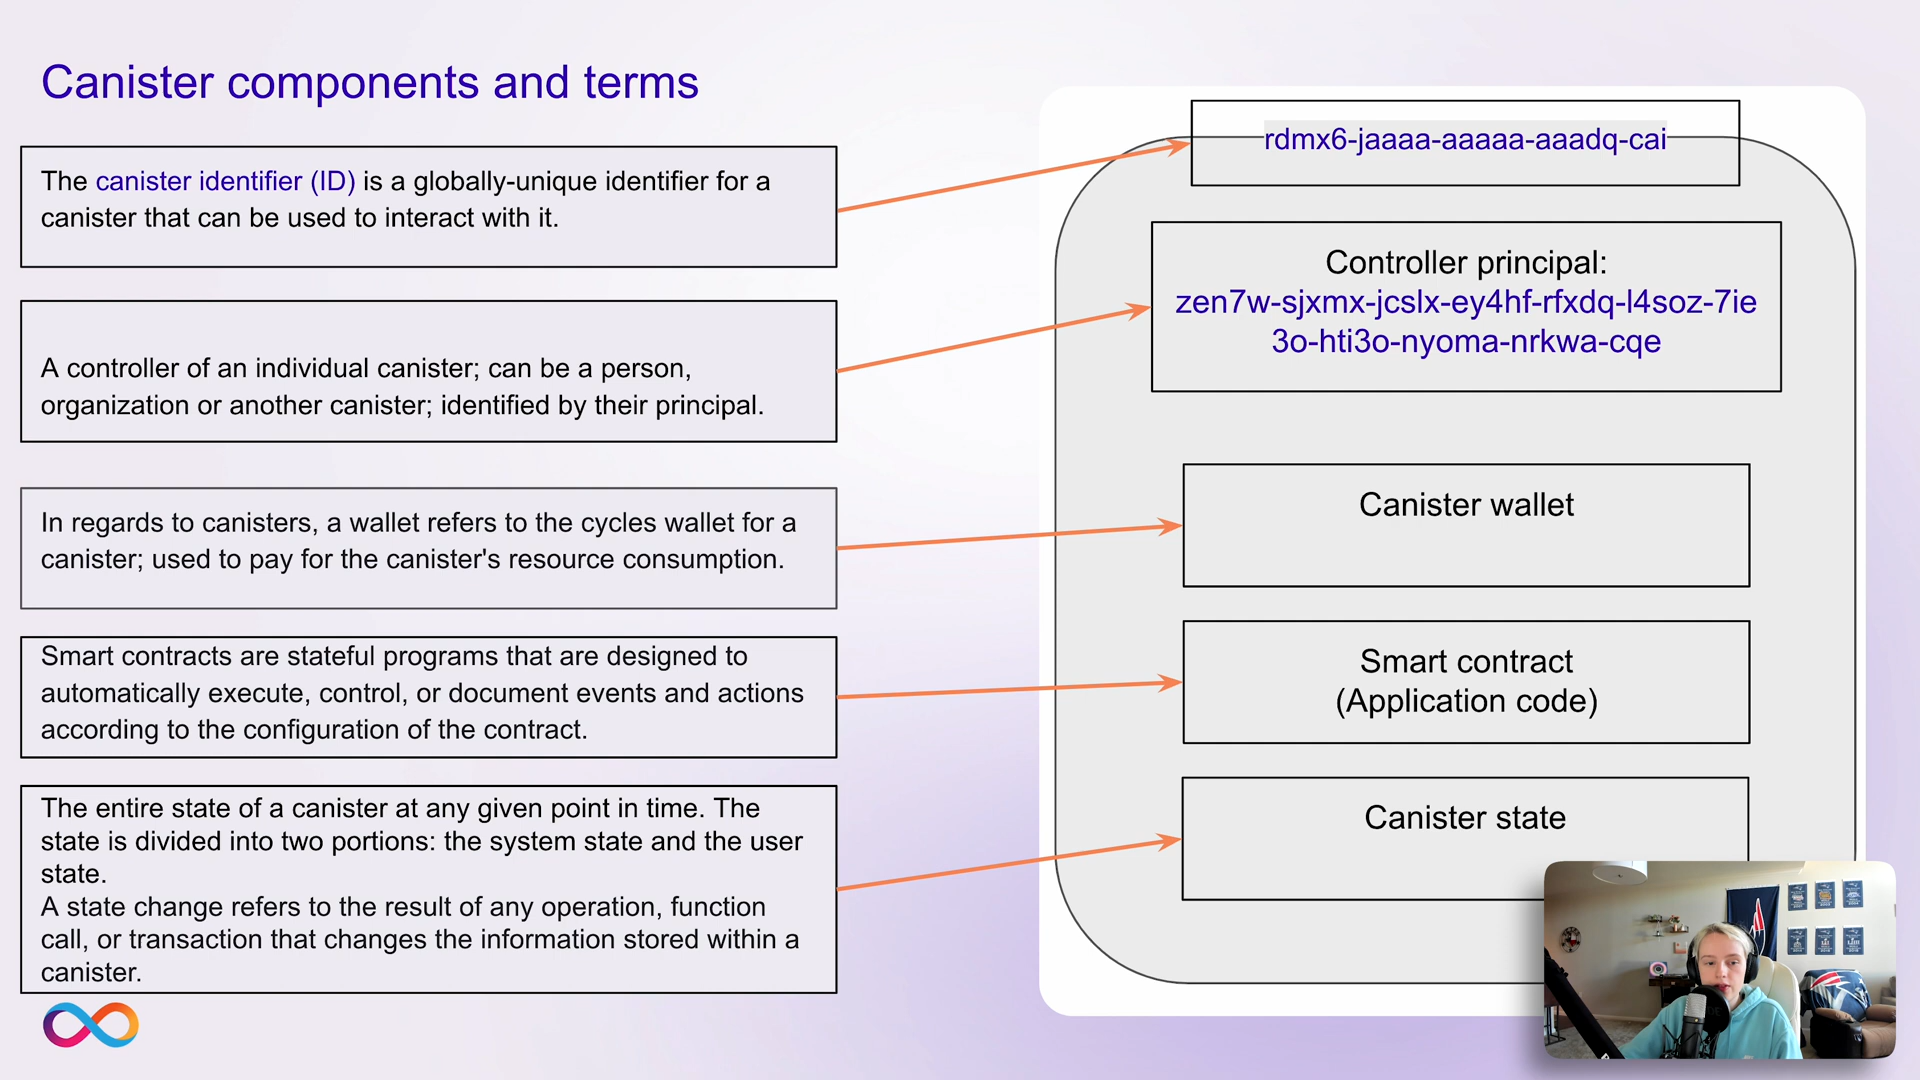 Canister components and terms
The canister identifier (ID) is a globally-unique identifier for a
canister that can be used to interact with it.
A controller of an individual canister; can be a person,
organization or another canister; identified by their principal.
In regards to canisters, a wallet refers to the cycles wallet for a
canister; used to pay for the canister's resource consumption.
Smart contracts are stateful programs that are designed to
automatically execute, control, or document events and actions
according to the configuration of the contract.
The entire state of a canister at any given point in time. The
state is divided into two portions: the system state and the user
state.
A state change refers to the result of any operation, function
call, or transaction that changes the information stored within a
canister.
rdmx6-jaaaa-aaaaa-aaadq-cai
Controller principal:
zen7w-sjxmx-jcslx-ey4hf-rfxdq-l4soz-7ie
3o-hti3o-nyoma-nrkwa-cqe
Canister wallet
Smart contract
(Application code)
Canister state